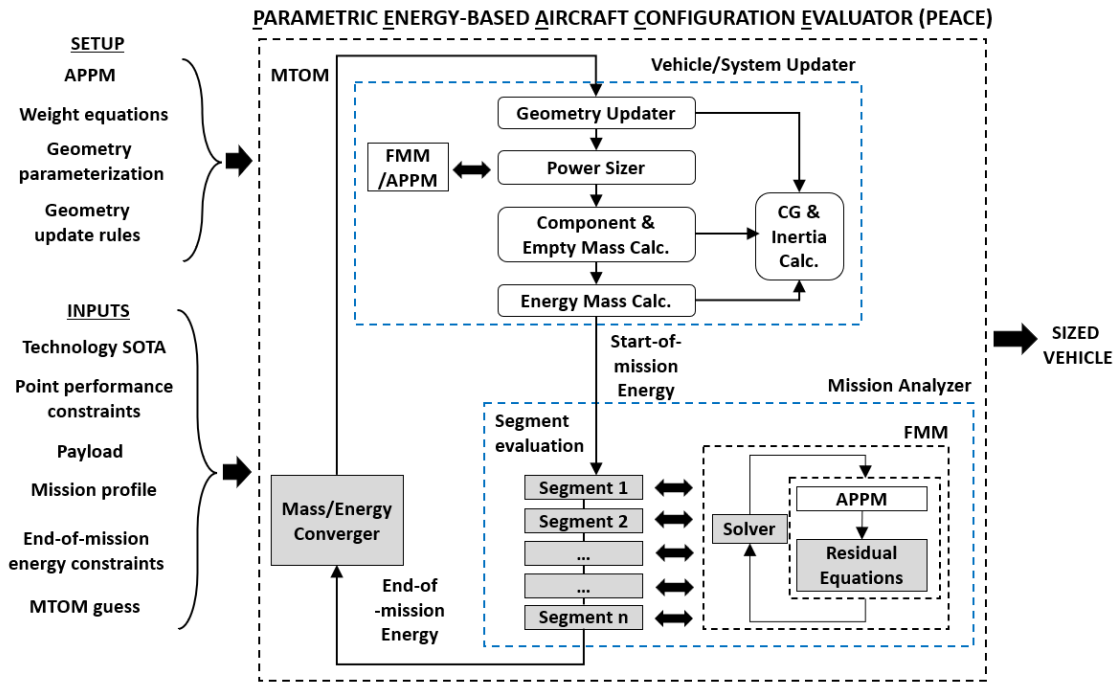 PARAMETRIC ENERGY-BASED AIRCRAFT CONFIGURATION EVALUATOR (PEACE)
SETUP
APPM
Weight equations
Geometry
parameterization
Geometry
update rules
INPUTS
Technology SOTA
Point performance
constraints
Payload
Mission profile
End-of-mission
energy constraints
MTOM guess
MTOM
Vehicle/System Updater
Geometry Updater
FMM
/APPM
Power Sizer
Component &
Empty Mass Calc.
CG &
Inertia
Calc.
Energy Mass Calc.
Start-of-
mission
Energy
Mission Analyzer
Segment
evaluation
FMM
Segment 1
Segment 2
...
...
Segment n
Solver
APPM
Residual
Equations
Mass/Energy
Converger
End-of
-mission
Energy
SIZED
VEHICLE